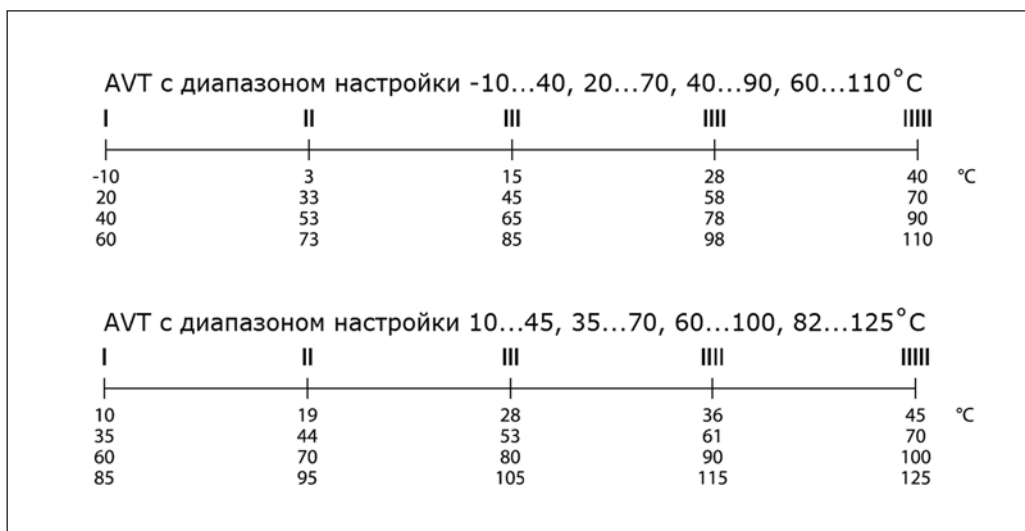 AVT с диапазоном настройки -10...40, 20...70, 40...90, 60...110°C
I II III IIII IIIII
-10 3 15 28 40 °C
20 33 45 58 70
40 53 65 78 90
60 73 85 98 110
AVT с диапазоном настройки 10...45, 35...70, 60...100, 82...125°C
I II III IIII IIIII
10 19 28 36 45 °C
35 44 53 61 70
60 70 80 90 100
85 95 105 115 125